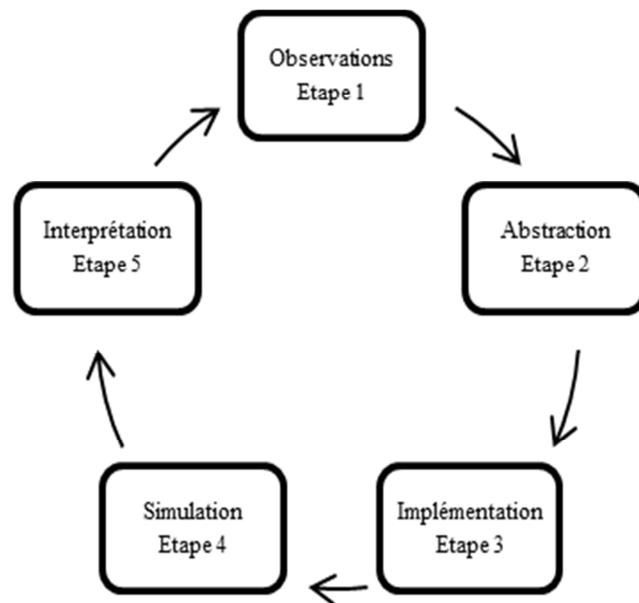 Observations
Etape 1
Abstraction
Etape 2
Implémentation
Etape 3
Simulation
Etape 4
Interprétation
Etape 5